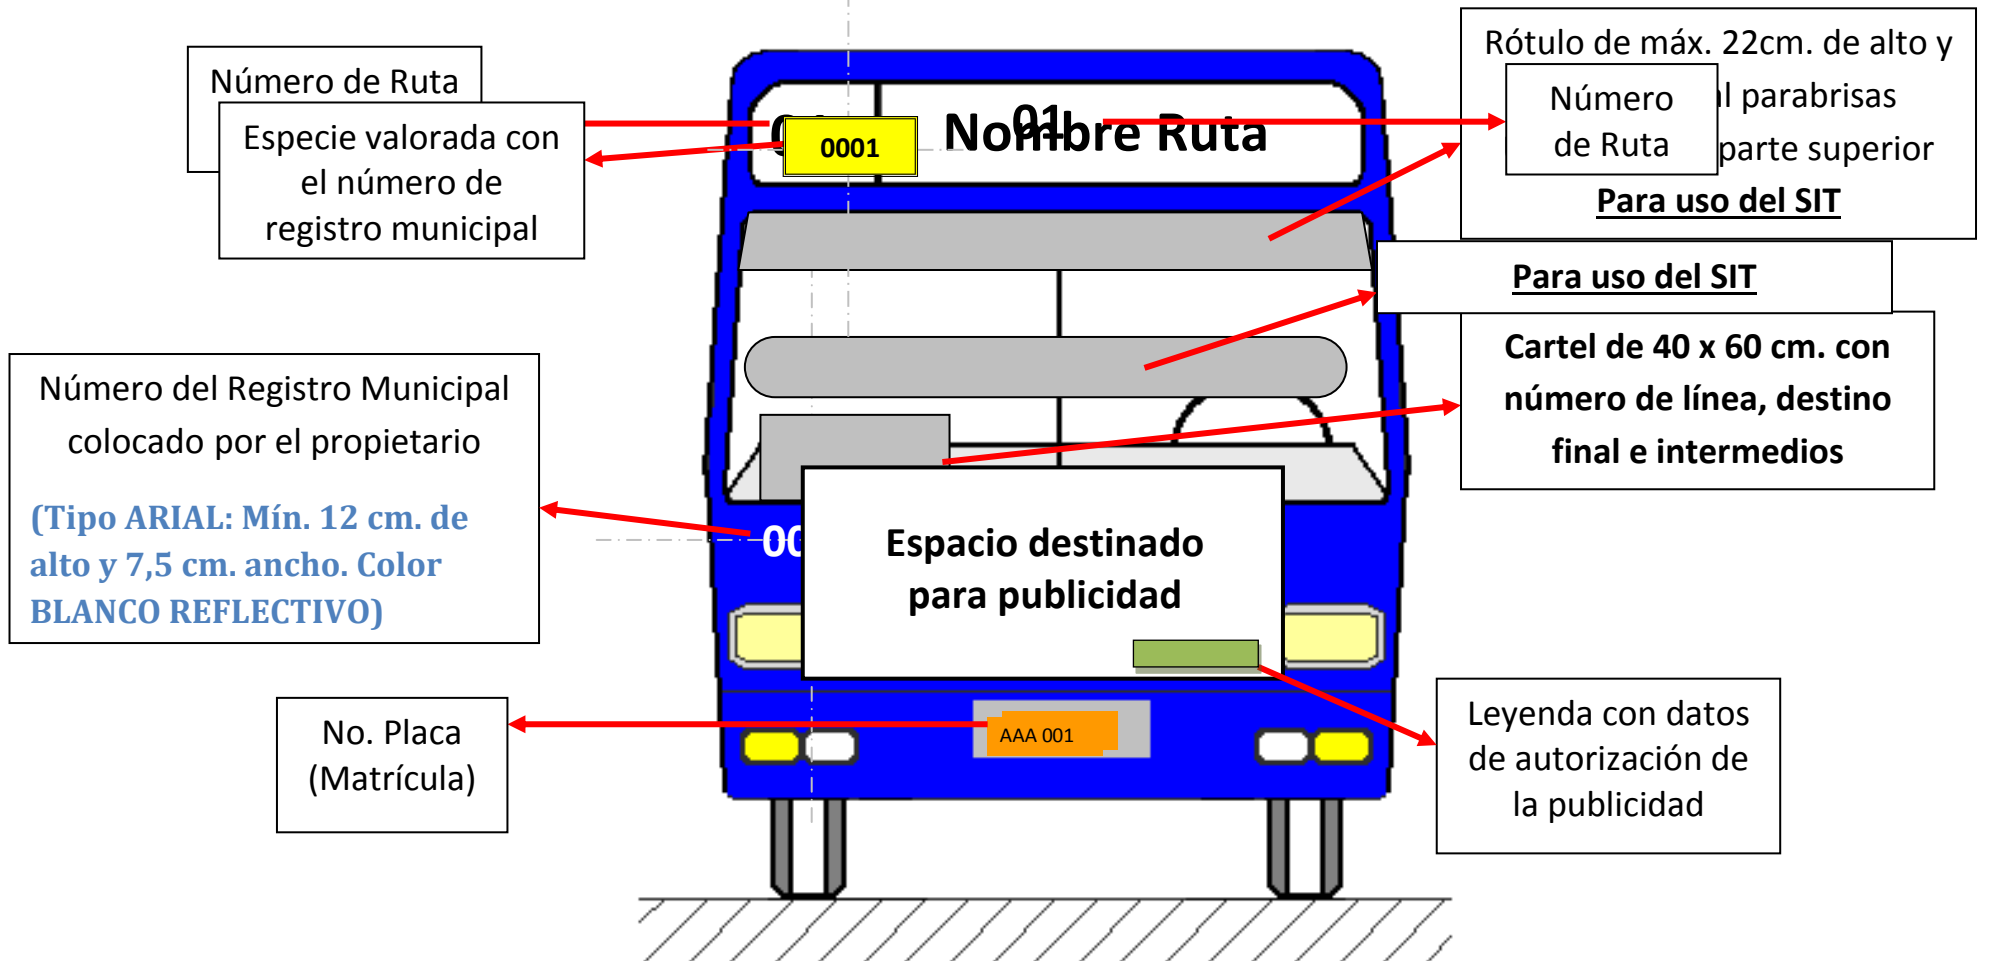 Número de Ruta
Especie valorada con
el número de
registro municipal
01
Nombre Ruta
0001
Rótulo de máx. 22cm. de alto y
al parabrisas
parte superior
Para uso del SIT
Número
de Ruta
Para uso del SIT
Cartel de 40 x 60 cm. con
número de línea, destino
final e intermedios
Número del Registro Municipal
colocado por el propietario
(Tipo ARIAL: Mín. 12 cm. de
alto y 7,5 cm. ancho. Color
BLANCO REFLECTIVO)
00
Espacio destinado
para publicidad
No. Placa
(Matrícula)
AAA 001
Leyenda con datos
de autorización de
la publicidad